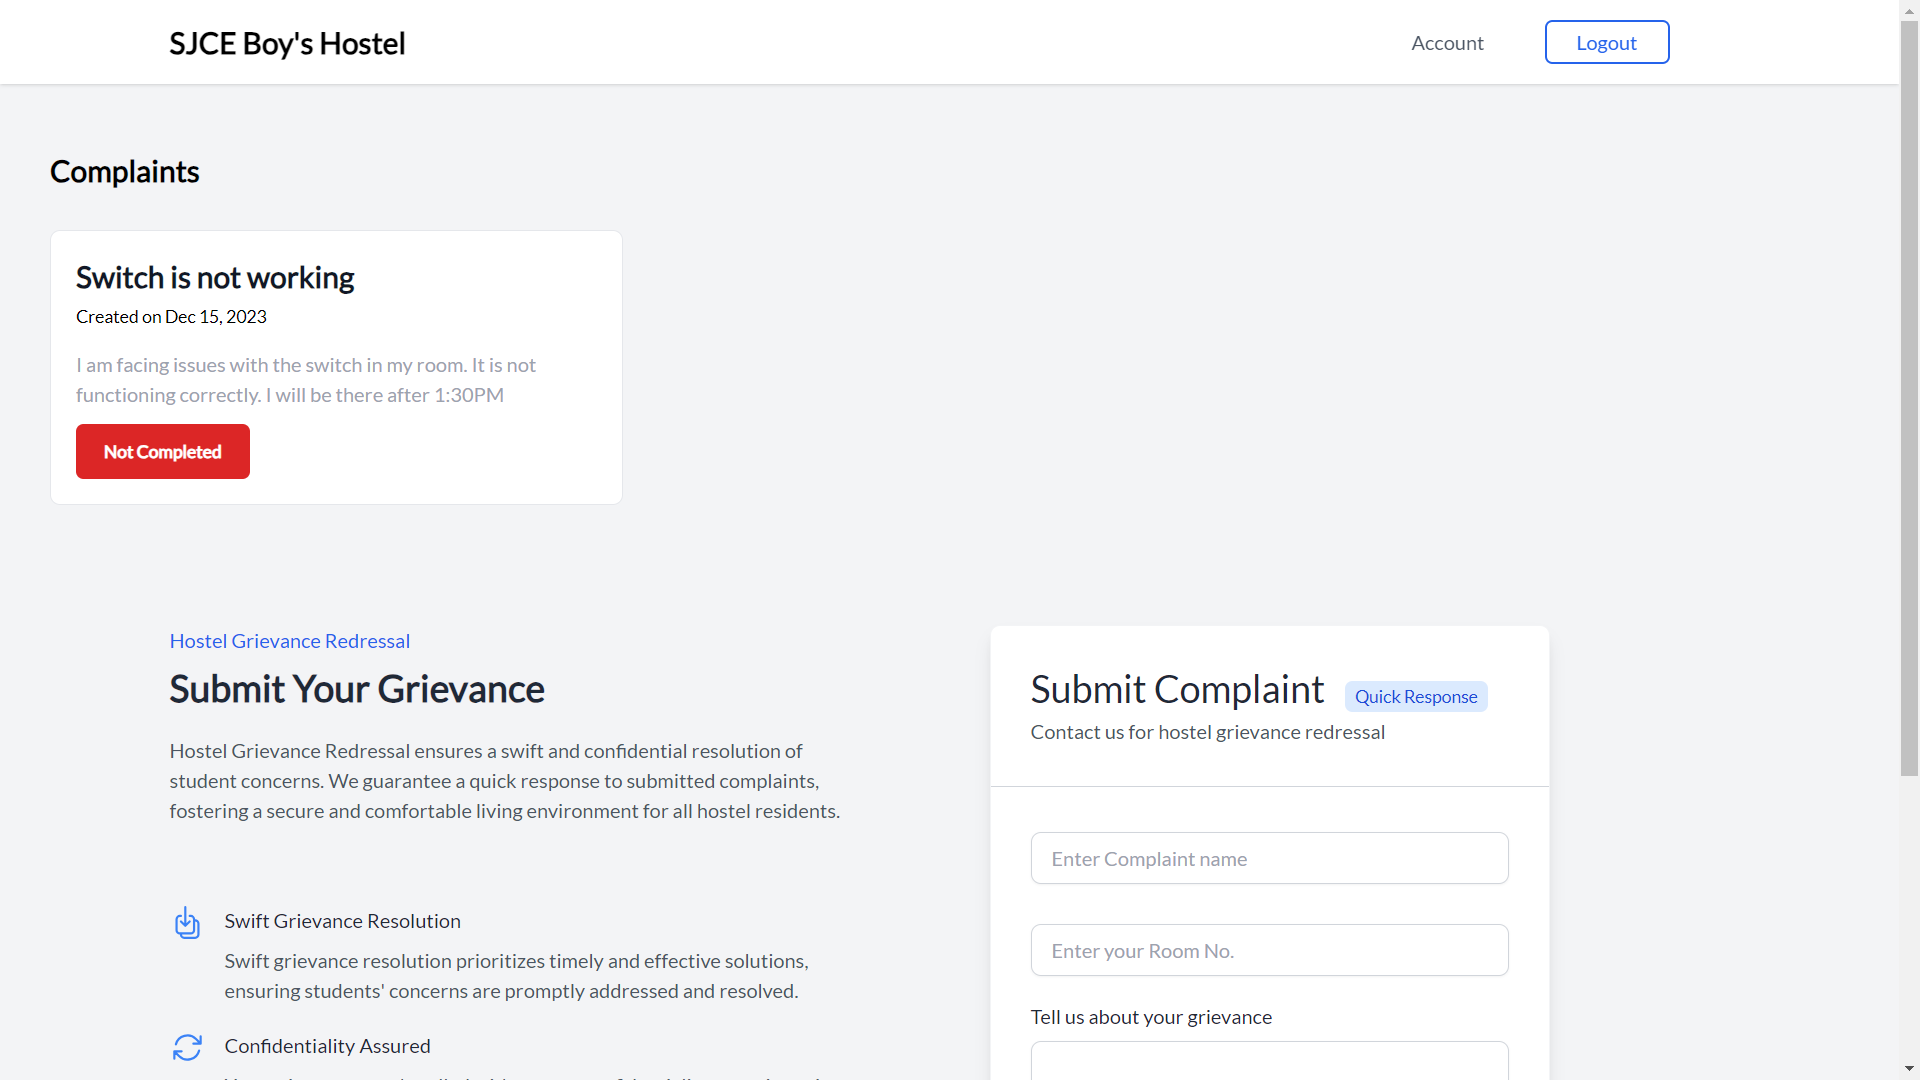 SJCE Boy's Hostel
Account
Logout
Complaints
Switch is not working
Created on Dec 15, 2023
I am facing issues with the switch in my room. It is not
functioning correctly. I will be there after 1:30PM
Not Completed
Hostel Grievance Redressal
Submit Your Grievance
Hostel Grievance Redressal ensures a swift and confidential resolution of
student concerns. We guarantee a quick response to submitted complaints,
fostering a secure and comfortable living environment for all hostel residents.
Swift Grievance Resolution
Swift grievance resolution prioritizes timely and effective solutions,
ensuring students' concerns are promptly addressed and resolved.
Confidentiality Assured
Submit Complaint
Quick Response
Contact us for hostel grievance redressal
Enter Complaint name
Enter your Room No.
Tell us about your grievance